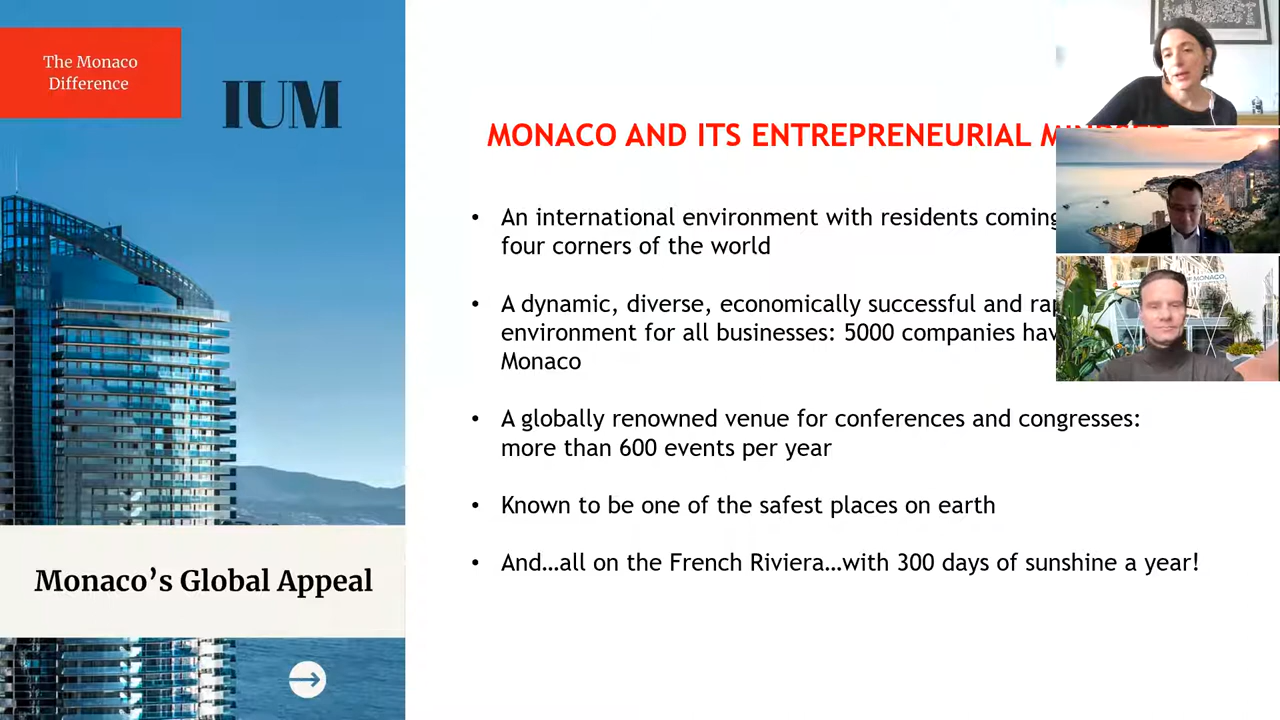 The Monaco
Difference
IUM
Monaco's Global Appeal
MONACO AND ITS ENTREPRENEURIAL
• An international environment with residents coming
four corners of the world
• A dynamic, diverse, economically successful and
environment for all businesses: 5000 companies
Monaco
• A globally renowned venue for conferences and congresses:
more than 600 events per year
• Known to be one of the safest places on earth
• And…all on the French Riviera…with 300 days of sunshine a year!
MONACO